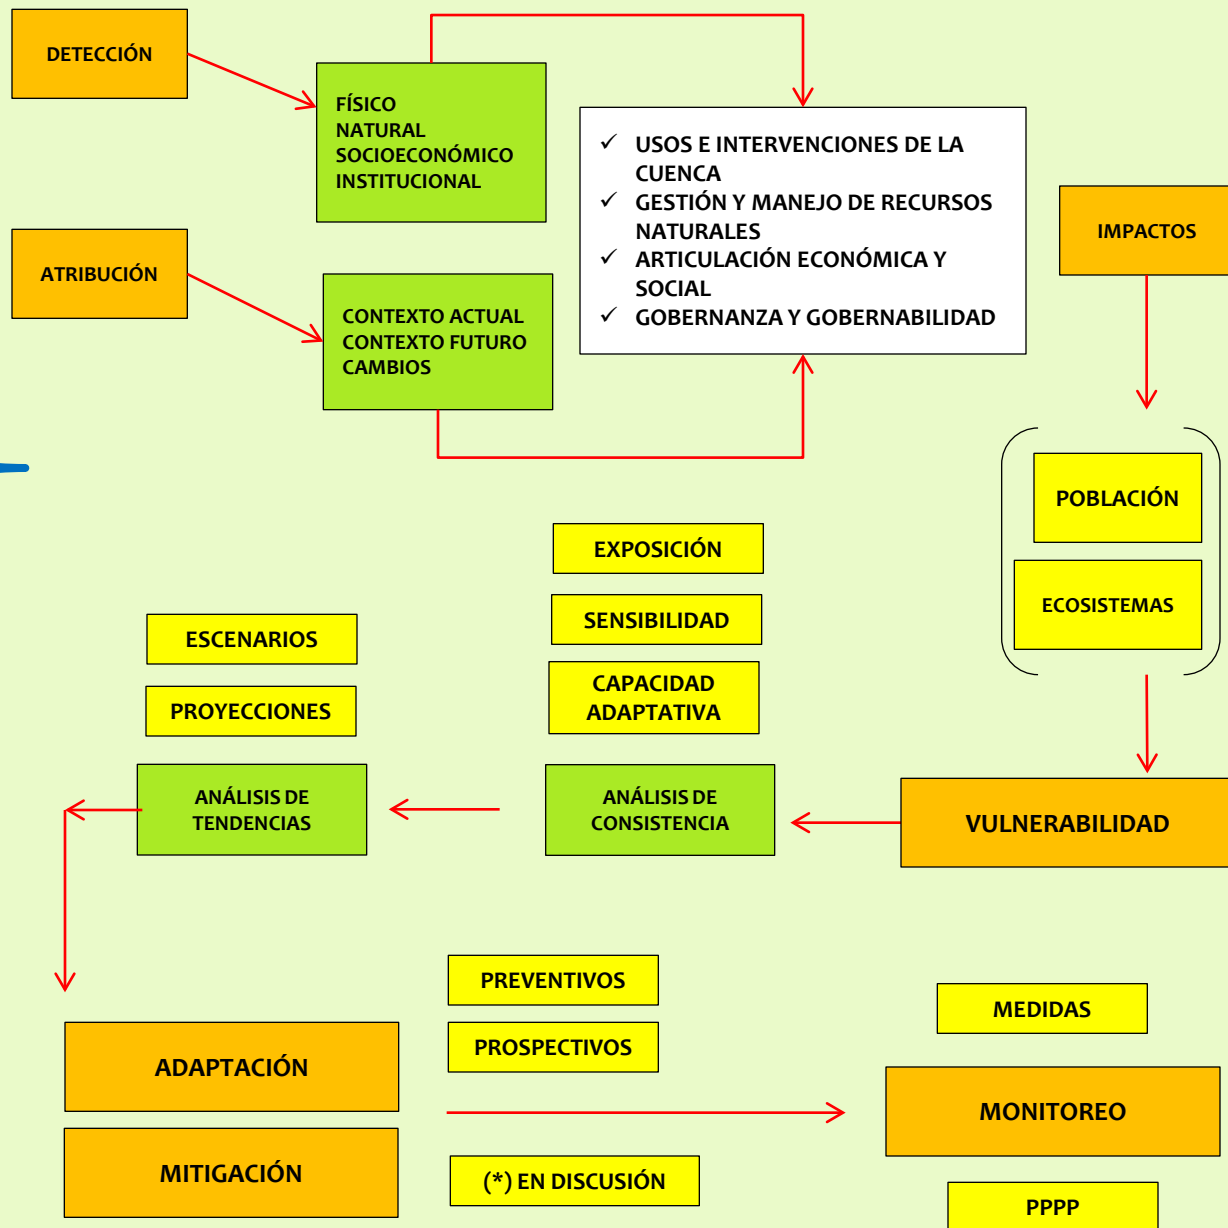 DETECCIÓN
FÍSICO
NATURAL
SOCIOECONÓMICO
INSTITUCIONAL
✓ USOS E INTERVENCIONES DE LA
CUENCA
✓ GESTIÓN Y MANEJO DE RECURSOS
NATURALES
✓ ARTICULACIÓN ECONÓMICA Y
SOCIAL
✓ GOBERNANZA Y GOBERNABILIDAD
IMPACTOS
ATRIBUCIÓN
CONTEXTO ACTUAL
CONTEXTO FUTURO
CAMBIOS
POBLACIÓN
ECOSISTEMAS
EXPOSICIÓN
SENSIBILIDAD
CAPACIDAD
ADAPTATIVA
ESCENARIOS
PROYECCIONES
ANÁLISIS DE
TENDENCIAS
ANÁLISIS DE
CONSISTENCIA
VULNERABILIDAD
PREVENTIVOS
PROSPECTIVOS
MEDIDAS
ADAPTACIÓN
MONITOREO
MITIGACIÓN
(*) EN DISCUSIÓN
PPPP